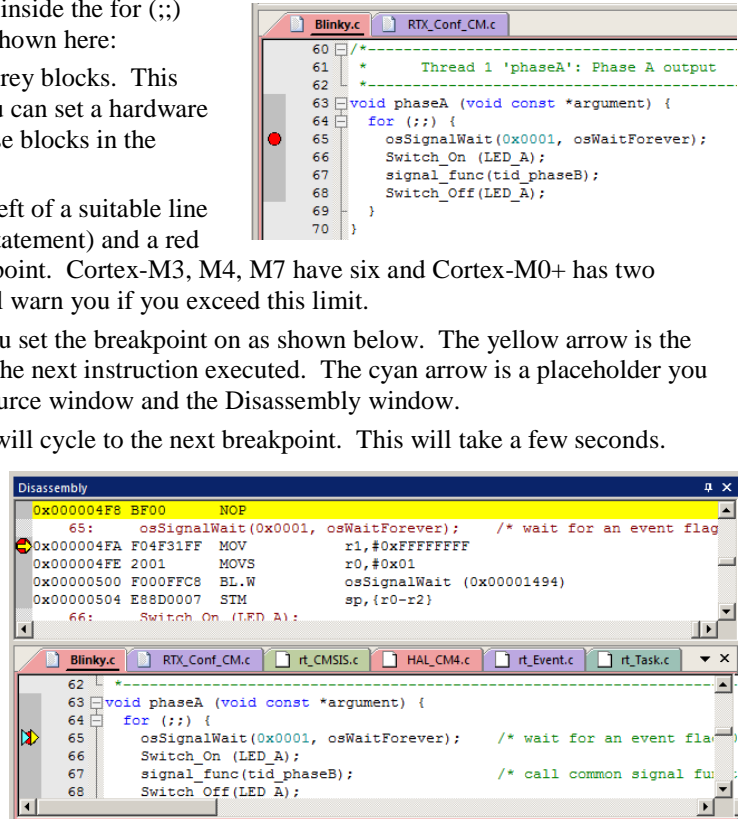 inside the for (;;)
hown here:
rey blocks. This
u can set a hardware
se blocks in the
eft of a suitable line
tatement) and a red
point. Cortex-M3, M4, M7 have six and Cortex-M0+ has two
l warn you if you exceed this limit.
u set the breakpoint on as shown below. The yellow arrow is the
he next instruction executed. The cyan arrow is a placeholder you
urce window and the Disassembly window.
will cycle to the next breakpoint. This will take a few seconds.
Blinky.c RTX_Conf_CM.c
60 /*----------------------------------------------
61 * Thread 1 'phaseA': Phase A output
62 *----------------------------------------------
63 void phaseA (void const *argument) {
64 for (;;) {
65 osSignalWait(0x0001, osWaitForever);
66 Switch_On (LED_A);
67 signal_func(tid_phaseB);
68 Switch_Off(LED_A);
69 }
70 }
Disassembly
0x000004F8 BF00 NOP
65: osSignalWait(0x0001, osWaitForever); /* wait for an event flag
0x000004FA F04F31FF MOV r1,#0xFFFFFFFF
0x000004FE 2001 MOVS r0,#0x01
0x00000500 F000FFC8 BL.W osSignalWait (0x00001494)
0x00000504 E88D0007 STM sp,{r0-r2}
66: Switch_On (LED_A);
Blinky.c RTX_Conf_CM.c rt_CMSIS.c HAL_CM4.c rt_Event.c rt_Task.c
62 *----------------------------------------------
63 void phaseA (void const *argument) {
64 for (;;) {
65 osSignalWait(0x0001, osWaitForever); /* wait for an event flag
66 Switch_On (LED_A);
67 signal_func(tid_phaseB); /* call common signal fun
68 Switch_Off(LED_A);